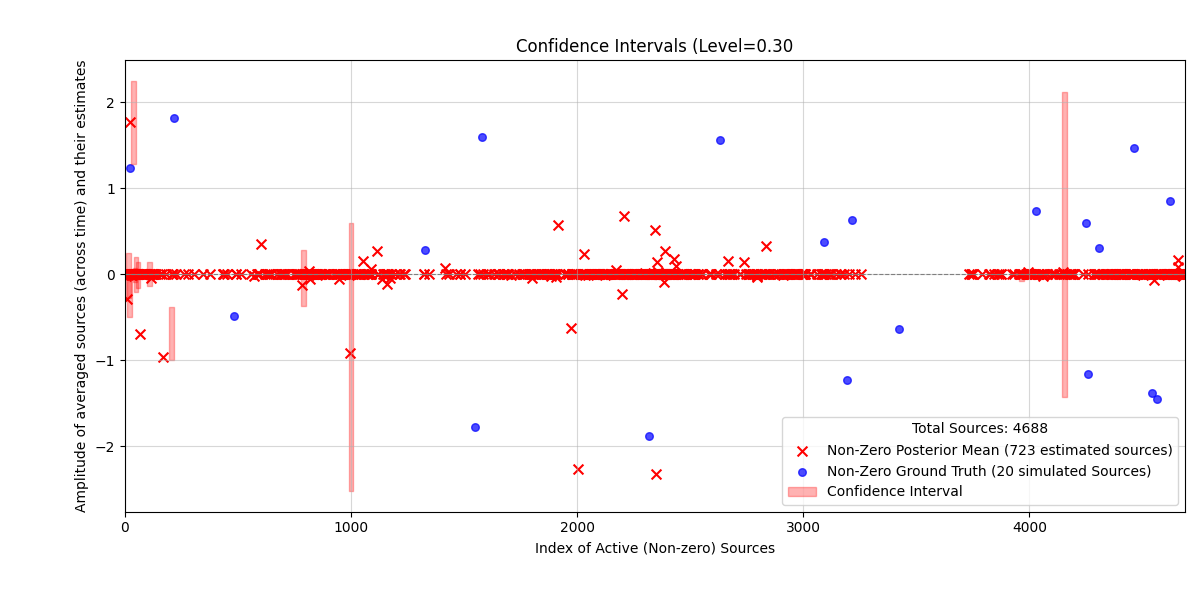 Confidence Intervals (Level=0.30
Amplitude of averaged sources (across time) and their estimates
2
1
0
−1
−2
0 1000 2000 3000 4000
Index of Active (Non-zero) Sources
Total Sources: 4688
Non-Zero Posterior Mean (723 estimated sources)
Non-Zero Ground Truth (20 simulated Sources)
Confidence Interval